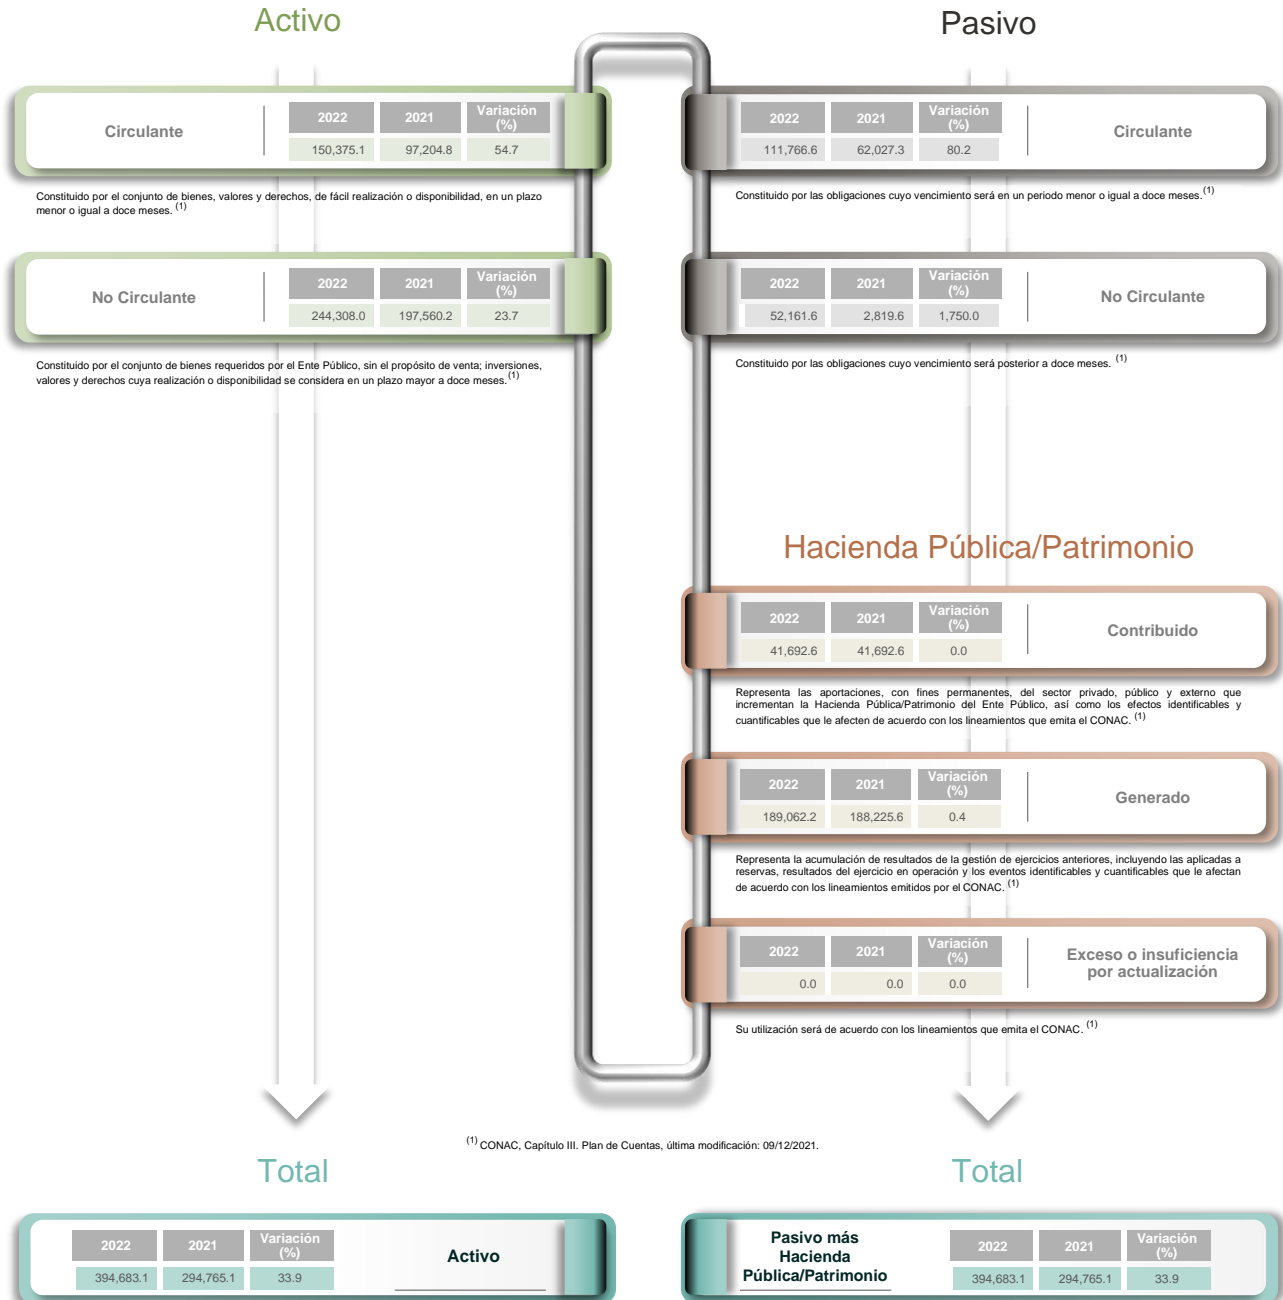 Activo
Circulante
2022 2021 Variación (%)
150,375.1 97,204.8 54.7
Constituido por el conjunto de bienes, valores y derechos, de fácil realización o disponibilidad, en un plazo
menor o igual a doce meses. (1)
No Circulante
2022 2021 Variación (%)
244,308.0 197,560.2 23.7
Constituido por el conjunto de bienes requeridos por el Ente Público, sin el propósito de venta; inversiones,
valores y derechos cuya realización o disponibilidad se considera en un plazo mayor a doce meses. (1)
Pasivo
2022 2021 Variación (%)
111,766.6 62,027.3 80.2
Circulante
Constituido por las obligaciones cuyo vencimiento será en un periodo menor o igual a doce meses. (1)
2022 2021 Variación (%)
52,161.6 2,819.6 1,750.0
No Circulante
Constituido por las obligaciones cuyo vencimiento será posterior a doce meses. (1)
Hacienda Pública/Patrimonio
2022 2021 Variación (%)
41,692.6 41,692.6 0.0
Contribuido
Representa las aportaciones, con fines permanentes, del sector privado, público y externo que
incrementan la Hacienda Pública/Patrimonio del Ente Público, así como los efectos identificables y
cuantificables que le afecten de acuerdo con los lineamientos que emita el CONAC. (1)
2022 2021 Variación (%)
189,062.2 188,225.6 0.4
Generado
Representa la acumulación de resultados de la gestión de ejercicios anteriores, incluyendo las aplicadas a
reservas, resultados del ejercicio en operación y los eventos identificables y cuantificables que le afectan
de acuerdo con los lineamientos emitidos por el CONAC. (1)
2022 2021 Variación (%)
0.0 0.0 0.0
Exceso o insuficiencia
por actualización
Su utilización será de acuerdo con los lineamientos que emita el CONAC. (1)
(1) CONAC, Capítulo III. Plan de Cuentas, última modificación: 09/12/2021.
Total
2022 2021 Variación (%)
394,683.1 294,765.1 33.9
Activo
Total
Pasivo más
Hacienda
Pública/Patrimonio
2022 2021 Variación (%)
394,683.1 294,765.1 33.9